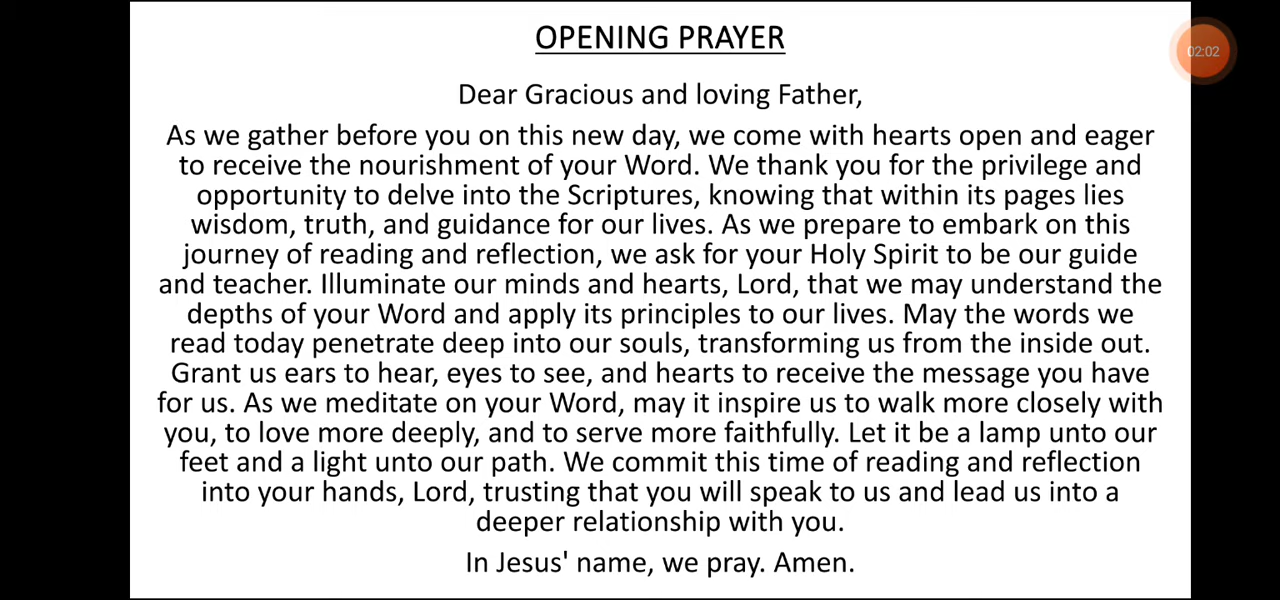 OPENING PRAYER
02:02
Dear Gracious and loving Father,
As we gather before you on this new day, we come with hearts open and eager
to receive the nourishment of your Word. We thank you for the privilege and
opportunity to delve into the Scriptures, knowing that within its pages lies
wisdom, truth, and guidance for our lives. As we prepare to embark on this
journey of reading and reflection, we ask for your Holy Spirit to be our guide
and teacher. Illuminate our minds and hearts, Lord, that we may understand the
depths of your Word and apply its principles to our lives. May the words we
read today penetrate deep into our souls, transforming us from the inside out.
Grant us ears to hear, eyes to see, and hearts to receive the message you have
for us. As we meditate on your Word, may it inspire us to walk more closely with
you, to love more deeply, and to serve more faithfully. Let it be a lamp unto our
feet and a light unto our path. We commit this time of reading and reflection
into your hands, Lord, trusting that you will speak to us and lead us into a
deeper relationship with you.
In Jesus' name, we pray. Amen.